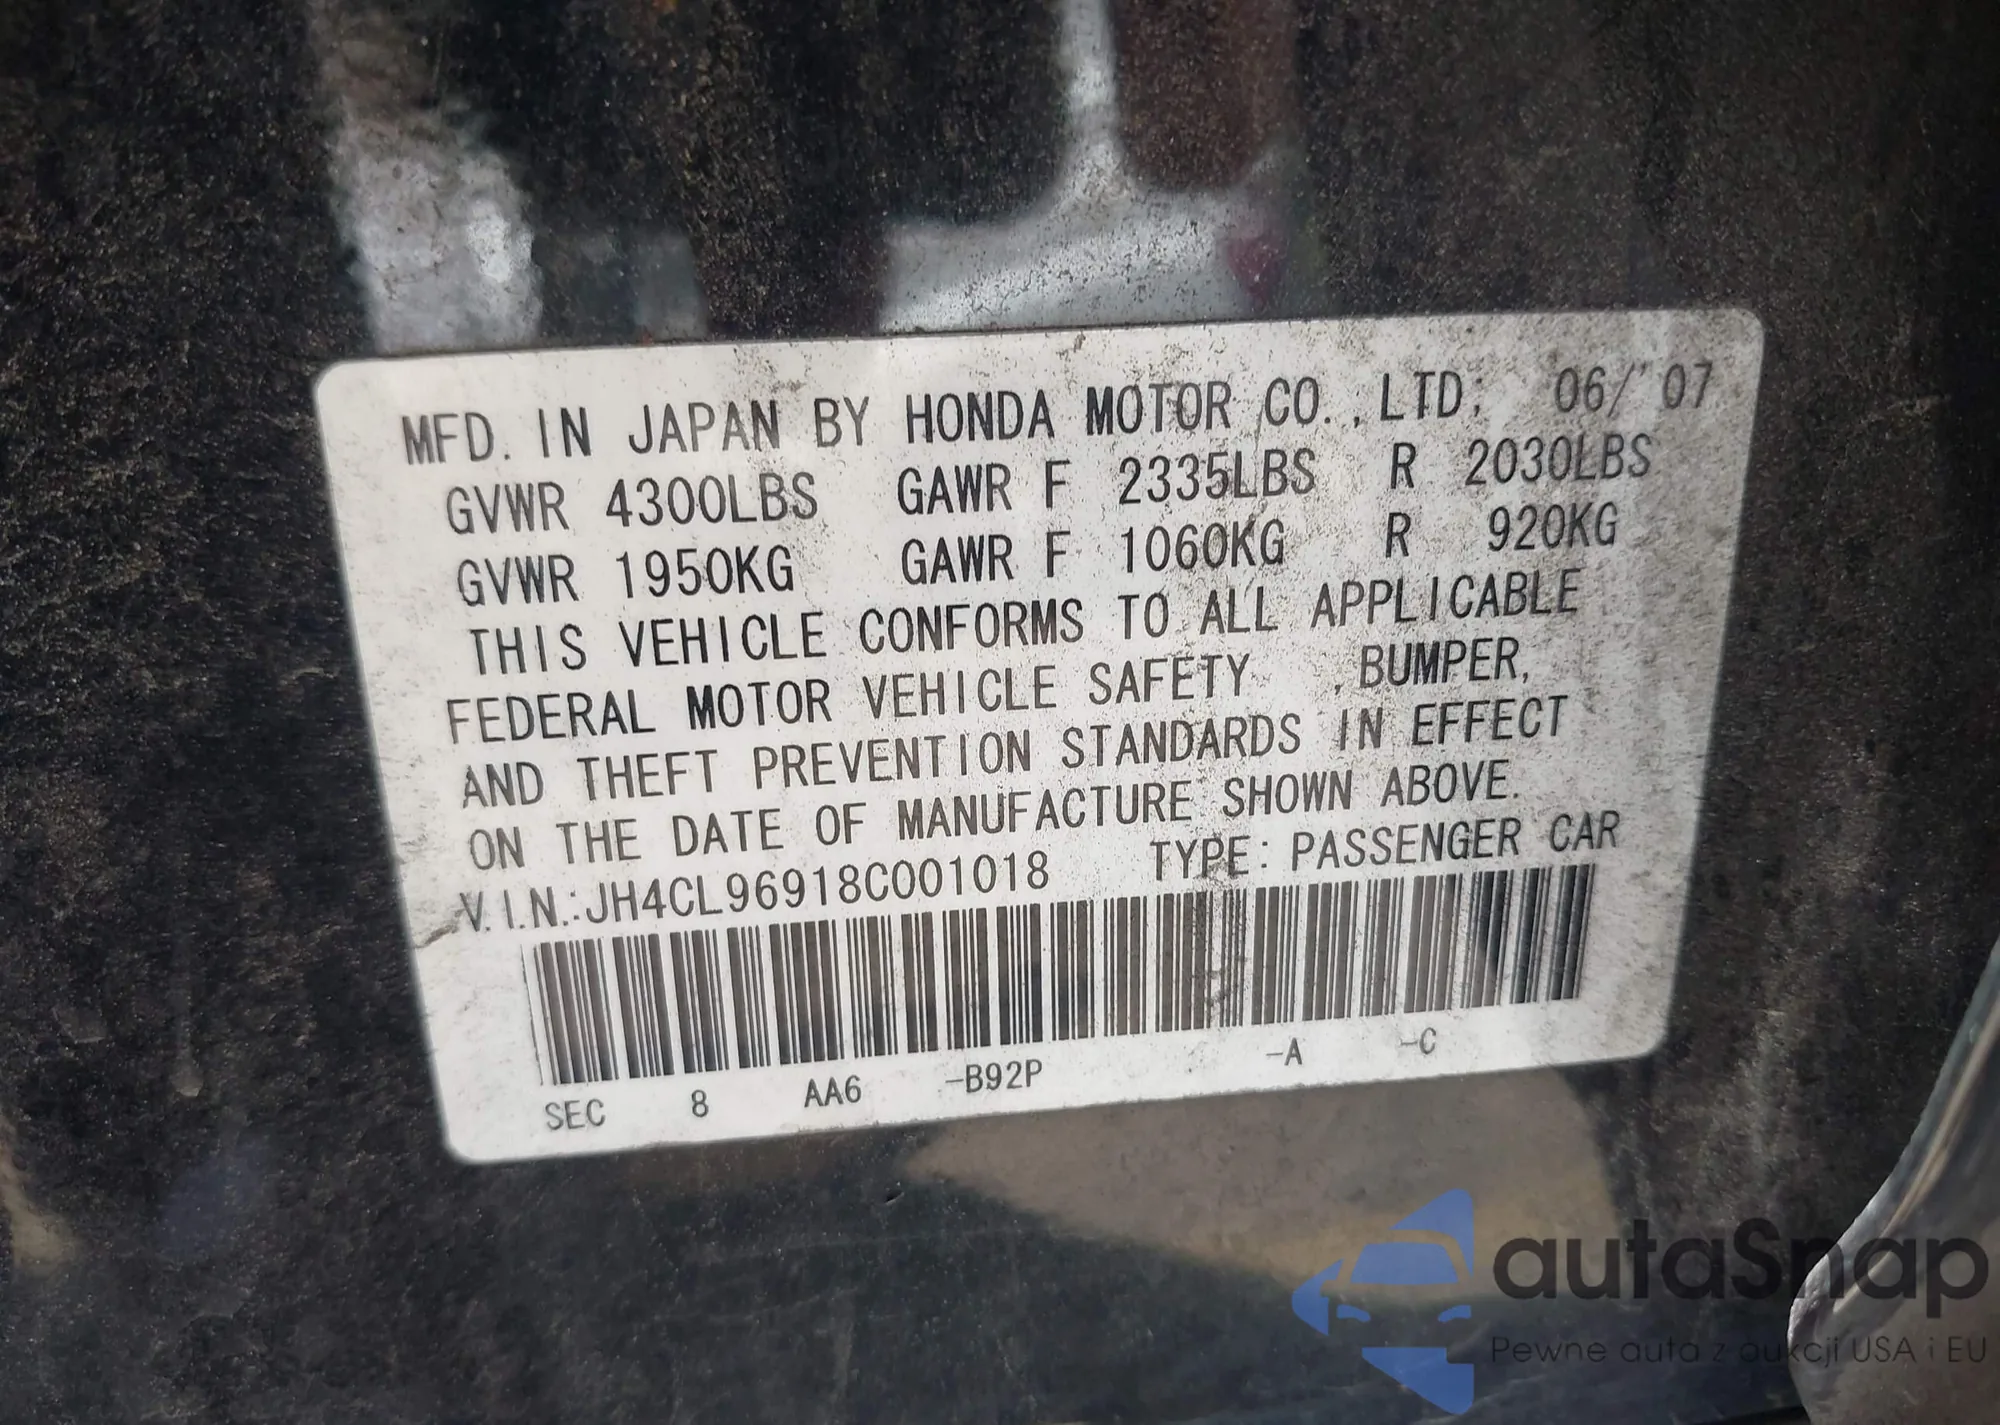 MFD. IN JAPAN BY HONDA MOTOR CO., LTD; 06/'07
GVWR 4300LBS GAWR F 2335LBS R 2030LBS
GVWR 1950KG GAWR F 1060KG R 920KG
THIS VEHICLE CONFORMS TO ALL APPLICABLE
FEDERAL MOTOR VEHICLE SAFETY , BUMPER,
AND THEFT PREVENTION STANDARDS IN EFFECT
ON THE DATE OF MANUFACTURE SHOWN ABOVE.
V.I.N.:JH4CL96918C001018 TYPE: PASSENGER CAR
SEC 8 AA6 -B92P -A -C
autaSnap
Pewne auta z aukcji USA i EU